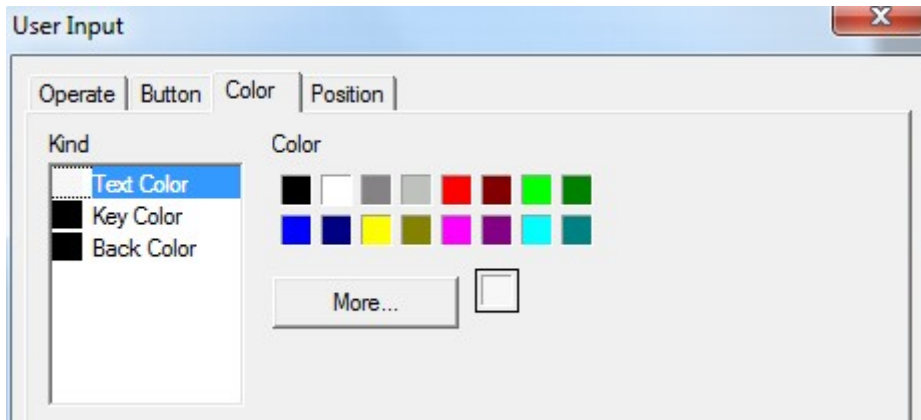 User Input
Operate Button Color Position
Kind
Color
Text Color
Key Color
Back Color
More...